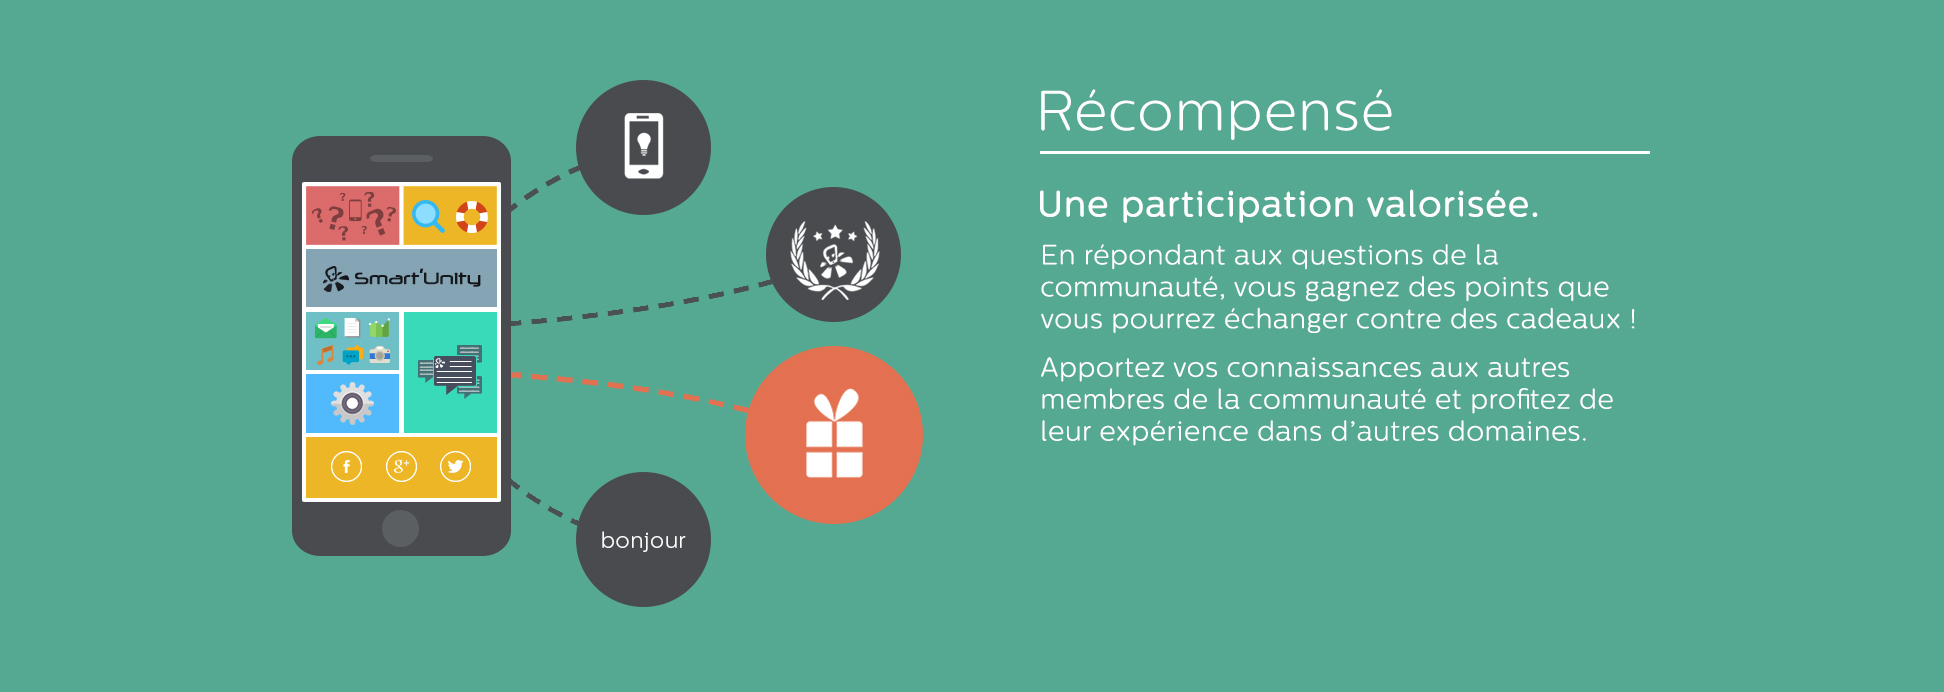 Récompensé
Une participation valorisée.
En répondant aux questions de la
communauté, vous gagnez des points que
vous pourrez échanger contre des cadeaux !
Apportez vos connaissances aux autres
membres de la communauté et profitez de
leur expérience dans d’autres domaines.
? ? ? ? ? ? ? ?
Smart'Unity
f g+
bonjour